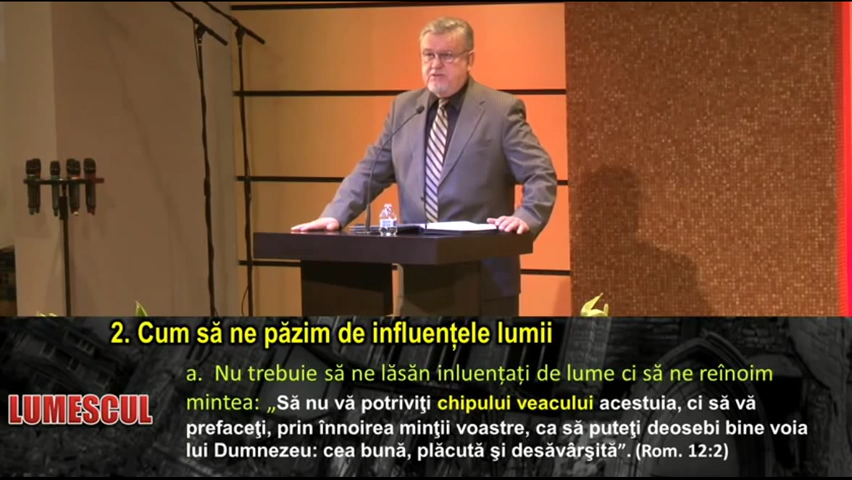 2. Cum să ne păzim de influențele lumii
a. Nu trebuie să ne lăsăn inluențați de lume ci să ne reînoim
mintea: „Să nu vă potriviţi chipului veacului acestuia, ci să vă
prefaceţi, prin înnoirea minţii voastre, ca să puteţi deosebi bine voia
lui Dumnezeu: cea bună, plăcută şi desăvârşită”. (Rom. 12:2)
LUMESCUL